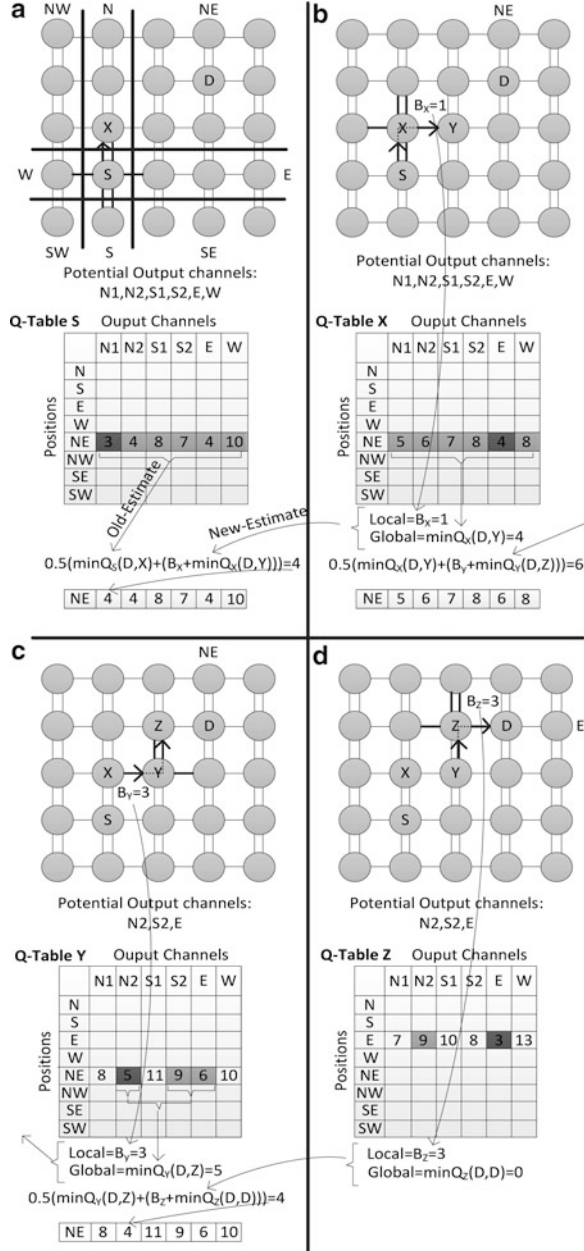 a
NW N NE
D
X
W S E
SW S SE
Potential Output channels:
N1,N2,S1,S2,E,W
Q-Table S Ouput Channels
N1 N2 S1 S2 E W
Positions
N
S
E
W
NE 3 4 8 7 4 10
NW
SE
SW
Old-Estimate
New-Estimate
0.5(minQS(D,X)+(BX+minQX(D,Y)))=4
NE 4 4 8 7 4 10
b
NE
D
BX=1
X Y
S
Potential Output channels:
N1,N2,S1,S2,E,W
Q-Table X Ouput Channels
N1 N2 S1 S2 E W
Positions
N
S
E
W
NE 5 6 7 8 4 8
NW
SE
SW
Local=BX=1
Global=minQX(D,Y)=4
0.5(minQX(D,Y)+(By+minQY(D,Z)))=6
NE 5 6 7 8 6 8
c
NE
Z D
X Y
BY=3
S
Potential Output channels:
N2,S2,E
Q-Table Y Ouput Channels
N1 N2 S1 S2 E W
Positions
N
S
E
W
NE 8 5 11 9 6 10
NW
SE
SW
Local=BY=3
Global=minQY(D,Z)=5
0.5(minQY(D,Z)+(BZ+minQZ(D,D)))=4
NE 8 4 11 9 6 10
d
BZ=3
Z D E
X Y
S
Potential Output channels:
N2,S2,E
Q-Table Z Ouput Channels
N1 N2 S1 S2 E W
Positions
N
S
E 7 9 10 8 3 13
W
NE
NW
SE
SW
Local=BZ=3
Global=minQZ(D,D)=0